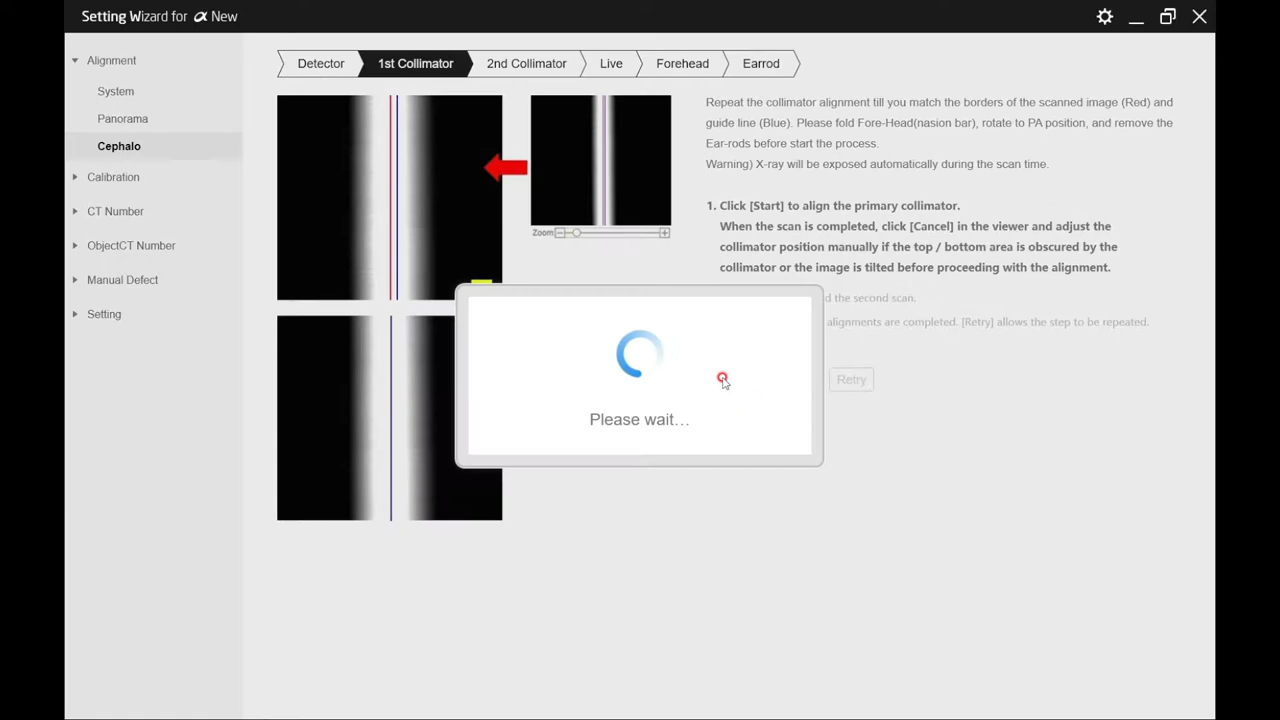 Setting Wizard for α New
Alignment
System
Panorama
Cephalo
Calibration
CT Number
ObjectCT Number
Manual Defect
Setting
Detector
1st Collimator
2nd Collimator
Live
Forehead
Earrod
Zoom
Repeat the collimator alignment till you match the borders of the scanned image (Red) and
guide line (Blue). Please fold Fore-Head(nasion bar), rotate to PA position, and remove the
Ear-rods before start the process.
Warning) X-ray will be exposed automatically during the scan time.
1. Click [Start] to align the primary collimator.
When the scan is completed, click [Cancel] in the viewer and adjust the
collimator position manually if the top / bottom area is obscured by the
collimator or the image is tilted before proceeding with the alignment.
d the second scan.
alignments are completed. [Retry] allows the step to be repeated.
Retry
Please wait…